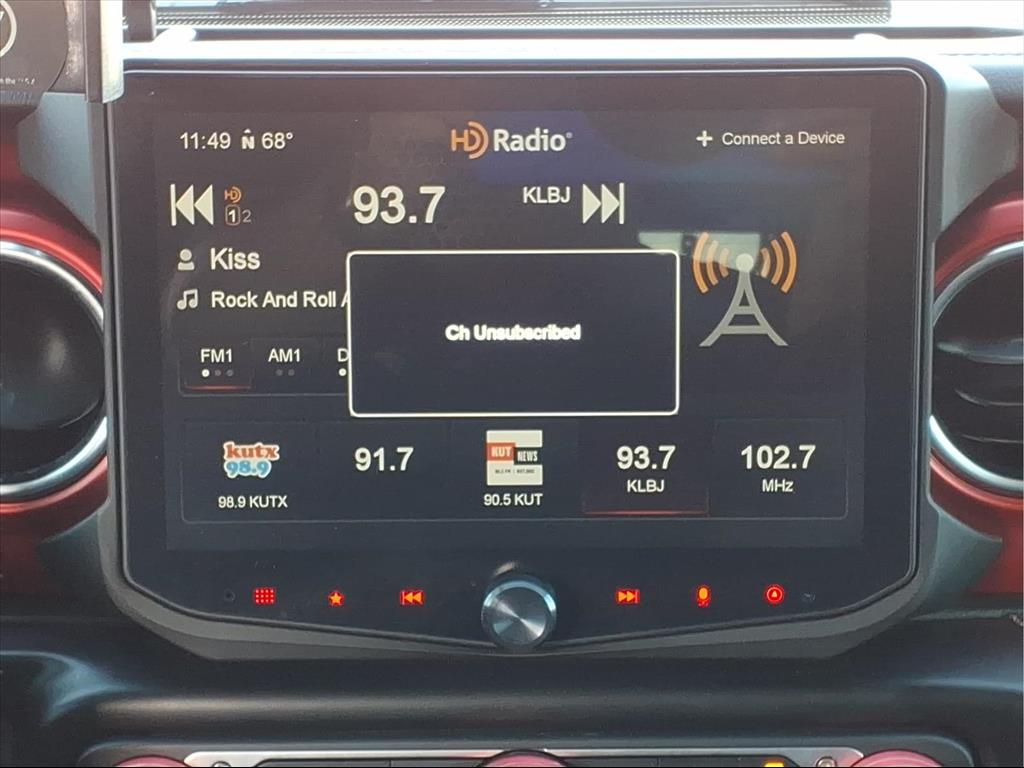 11:49 N 68°
HD Radio®
+ Connect a Device
HD
1 2
93.7
KLBJ
Kiss
Rock And Roll
Ch Unsubscribed
FM1
AM1
kutx
98.9
98.9 KUTX
91.7
KUT NEWS
90.5 KUT
93.7
KLBJ
102.7
MHz